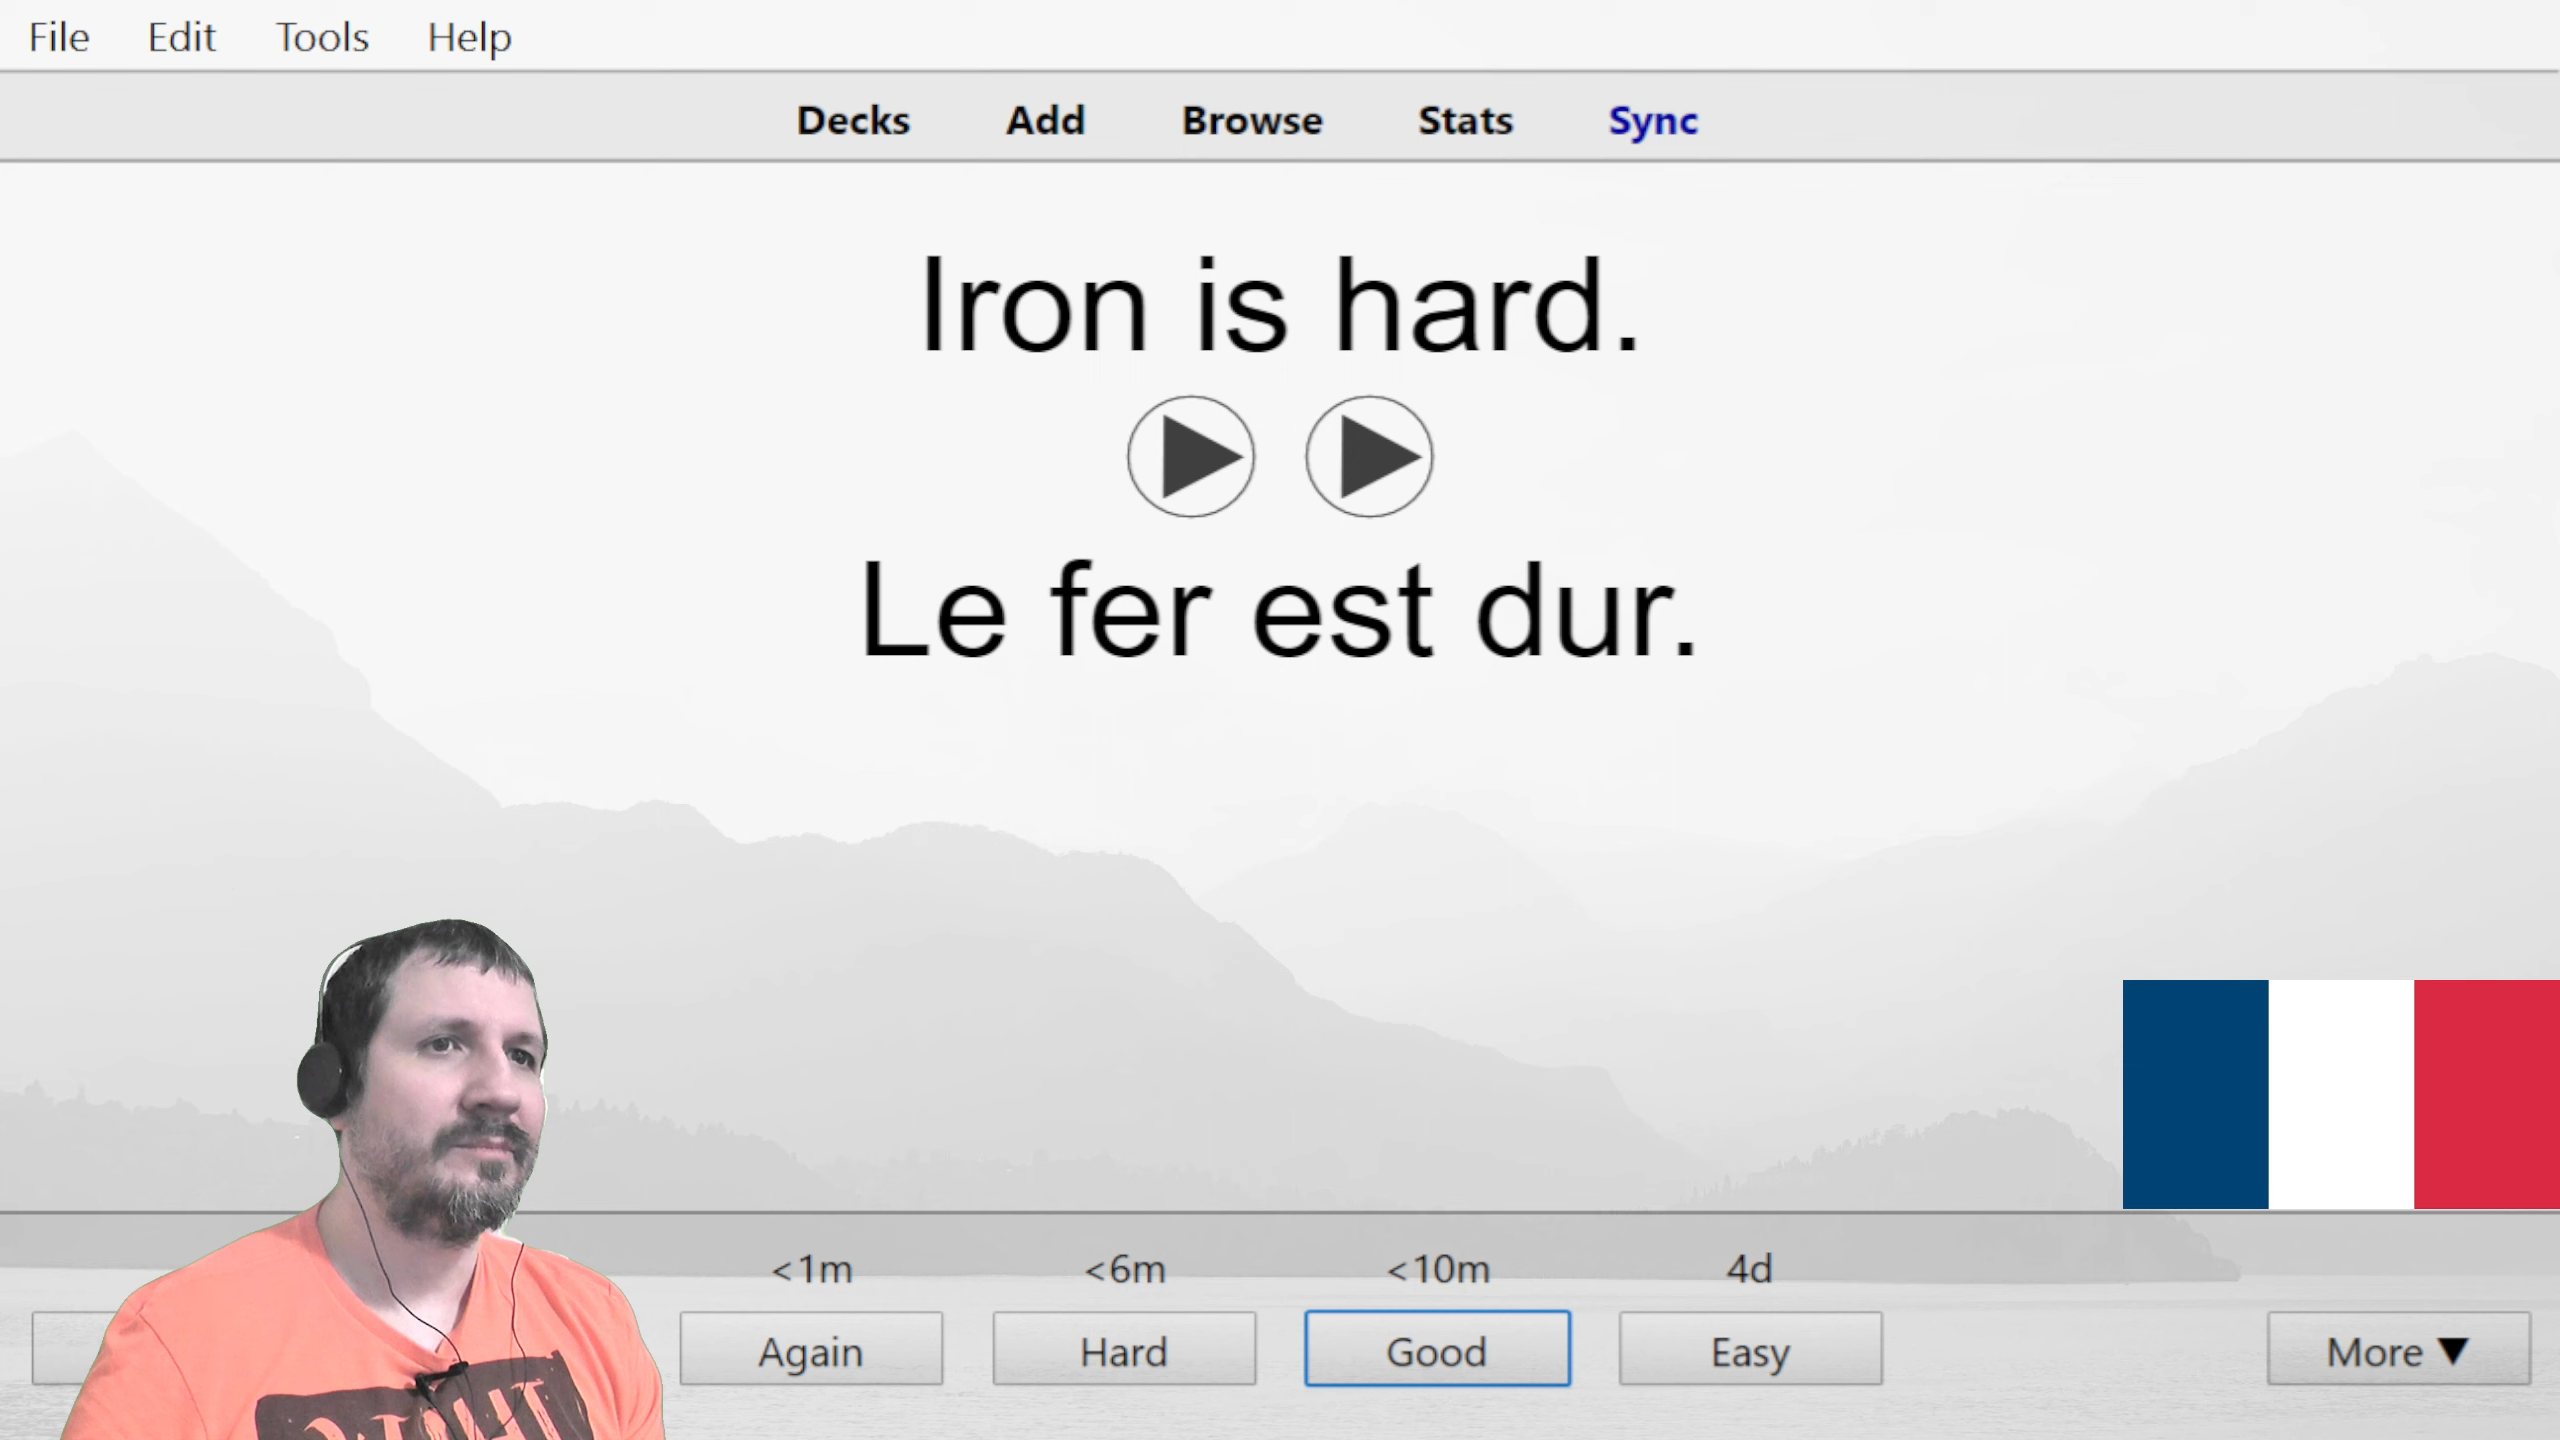 File Edit Tools Help
Decks Add Browse Stats Sync
Iron is hard.
Le fer est dur.
<1m <6m <10m 4d
Again Hard Good Easy More ▼